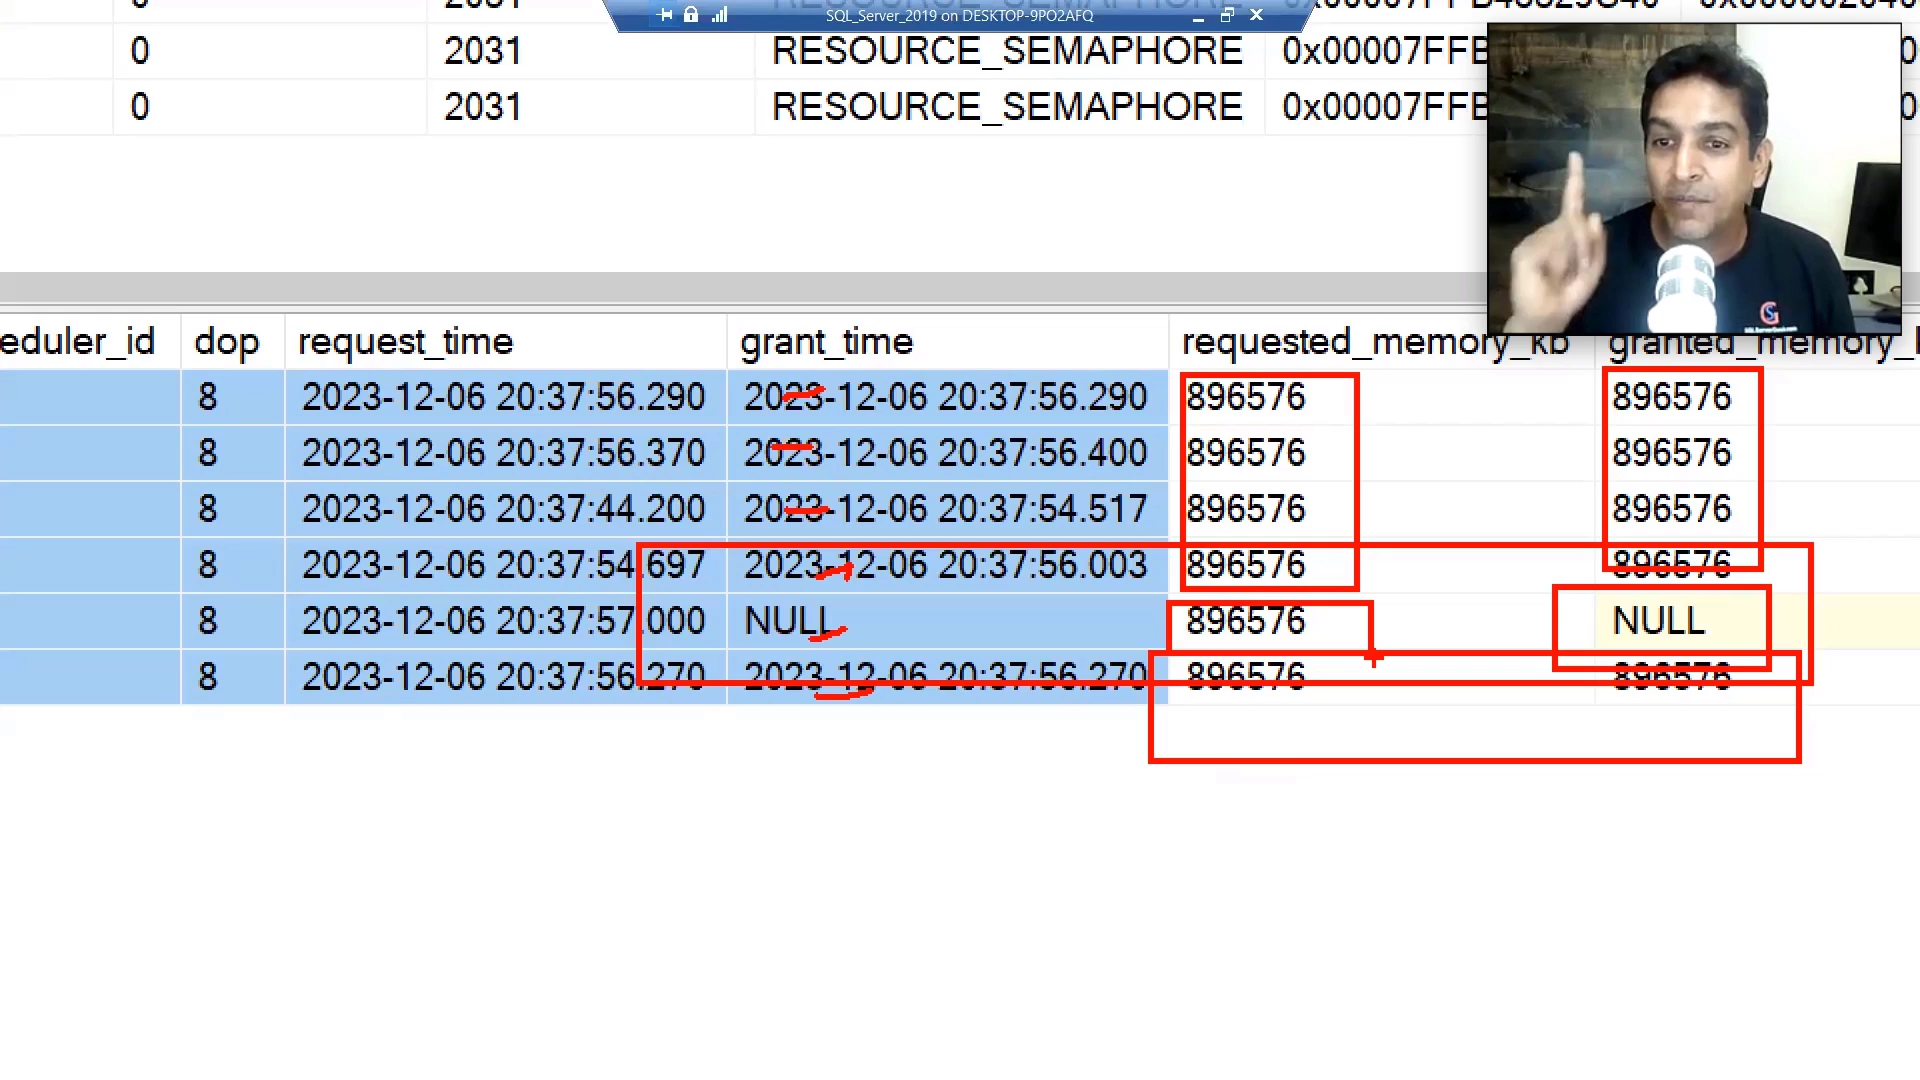 SQL_Server_2019 on DESKTOP-9PO2AFQ
0 2031 RESOURCE_SEMAPHORE 0x00007FFB
0 2031 RESOURCE_SEMAPHORE 0x00007FFB
eduler_id dop request_time grant_time requested_memory_kb granted_memory_
8 2023-12-06 20:37:56.290 2023-12-06 20:37:56.290 896576 896576
8 2023-12-06 20:37:56.370 2023-12-06 20:37:56.400 896576 896576
8 2023-12-06 20:37:44.200 2023-12-06 20:37:54.517 896576 896576
8 2023-12-06 20:37:54.697 2023-12-06 20:37:56.003 896576 896576
8 2023-12-06 20:37:57.000 NULL 896576 NULL
8 2023-12-06 20:37:56.270 2023-12-06 20:37:56.270 896576 896576